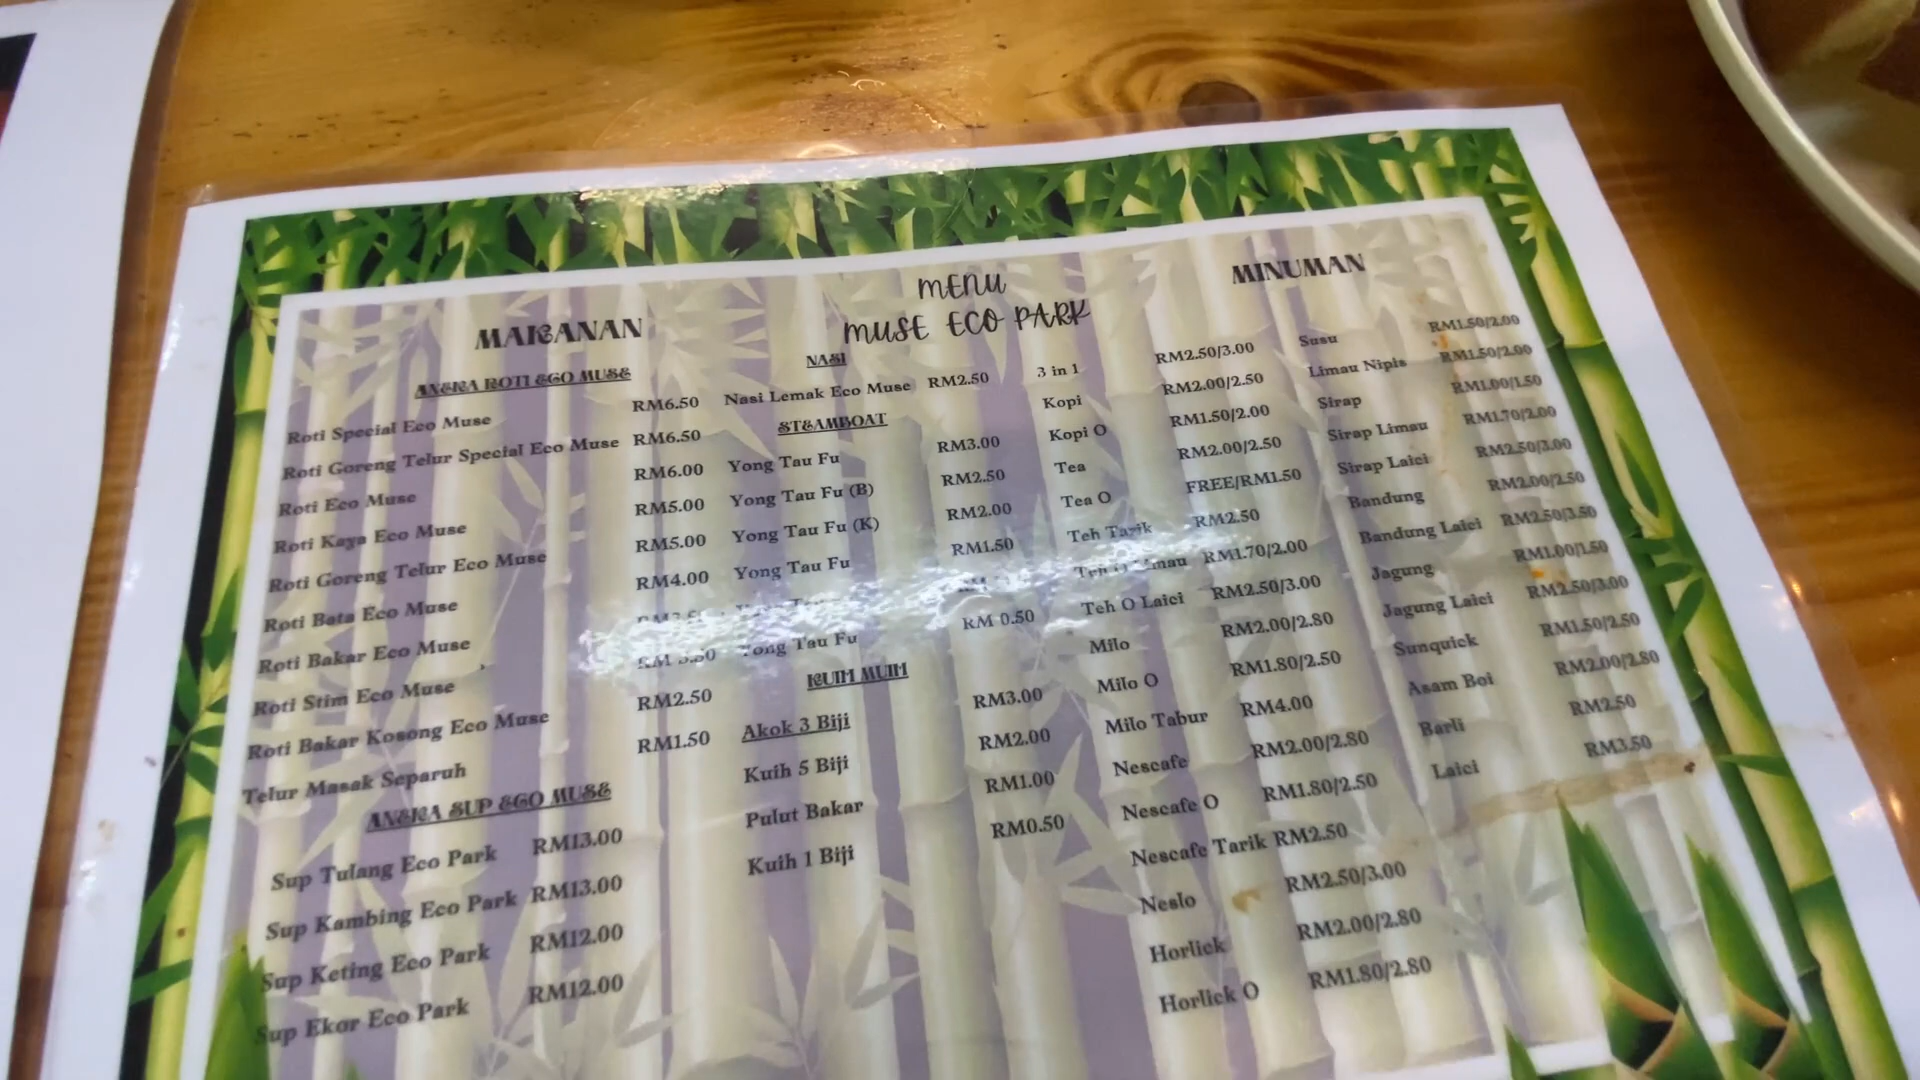 MENU
MUSE ECO PARK
MAKANAN
ANEKA ROTI ECO MUSE
Roti Special Eco Muse RM6.50
Roti Goreng Telur Special Eco Muse RM6.50
Roti Eco Muse RM6.00
Roti Kaya Eco Muse RM5.00
Roti Goreng Telur Eco Muse RM5.00
Roti Bata Eco Muse RM4.00
Roti Bakar Eco Muse
Roti Stim Eco Muse
Roti Bakar Kosong Eco Muse RM2.50
Telur Masak Separuh RM1.50
ANEKA SUP ECO MUSE
Sup Tulang Eco Park RM13.00
Sup Kambing Eco Park RM13.00
Sup Keting Eco Park RM12.00
Sup Ekor Eco Park RM12.00
NASI
Nasi Lemak Eco Muse RM2.50
STEAMBOAT
Yong Tau Fu RM3.00
Yong Tau Fu (B) RM2.50
Yong Tau Fu (K) RM2.00
Yong Tau Fu RM1.50
Yong Tau Fu RM 0.50
KUIH MUIH
Akok 3 Biji RM3.00
Kuih 5 Biji RM2.00
Pulut Bakar RM1.00
Kuih 1 Biji RM0.50
MINUMAN
3 in 1 RM2.50/3.00
Kopi RM2.00/2.50
Kopi O RM1.50/2.00
Tea RM2.00/2.50
Tea O FREE/RM1.50
Teh Tarik RM2.50
Teh O Limau RM1.70/2.00
Teh O Laici RM2.50/3.00
Milo RM2.00/2.80
Milo O RM1.80/2.50
Milo Tabur RM4.00
Nescafe RM2.00/2.80
Nescafe O RM1.80/2.50
Nescafe Tarik RM2.50
Neslo RM2.50/3.00
Horlick RM2.00/2.80
Horlick O RM1.80/2.80
Susu RM1.50/2.00
Limau Nipis RM1.50/2.00
Sirap RM1.00/1.50
Sirap Limau RM1.70/2.00
Sirap Laici RM2.50/3.00
Bandung RM2.00/2.50
Bandung Laici RM2.50/3.50
Jagung RM1.00/1.50
Jagung Laici RM2.50/3.00
Sunquick RM1.50/2.50
Asam Boi RM2.00/2.80
Barli RM2.50
Laici RM3.50